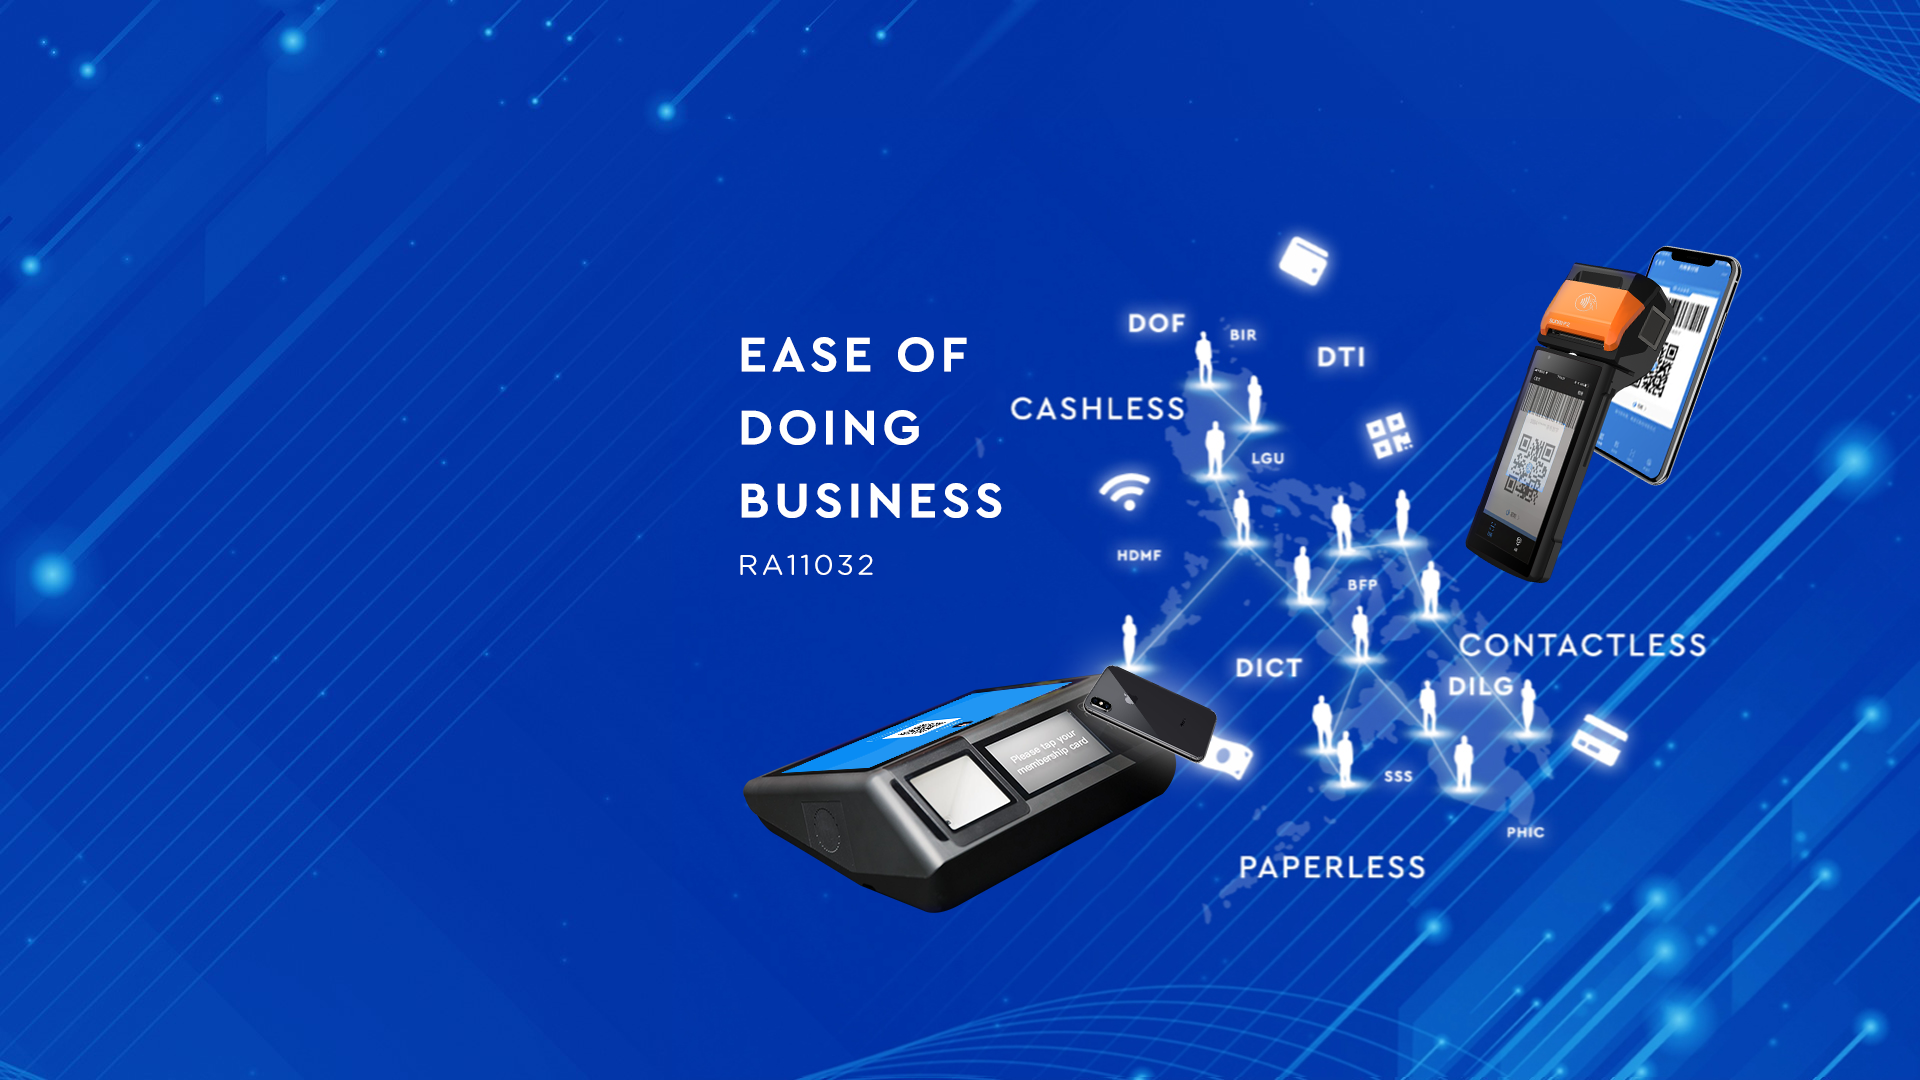 EASE OF
DOING
BUSINESS
RA11032
DOF
BIR
DTI
CASHLESS
LGU
HDMF
BFP
CONTACTLESS
DICT
DILG
SSS
PHIC
PAPERLESS
Please tap your
membership card